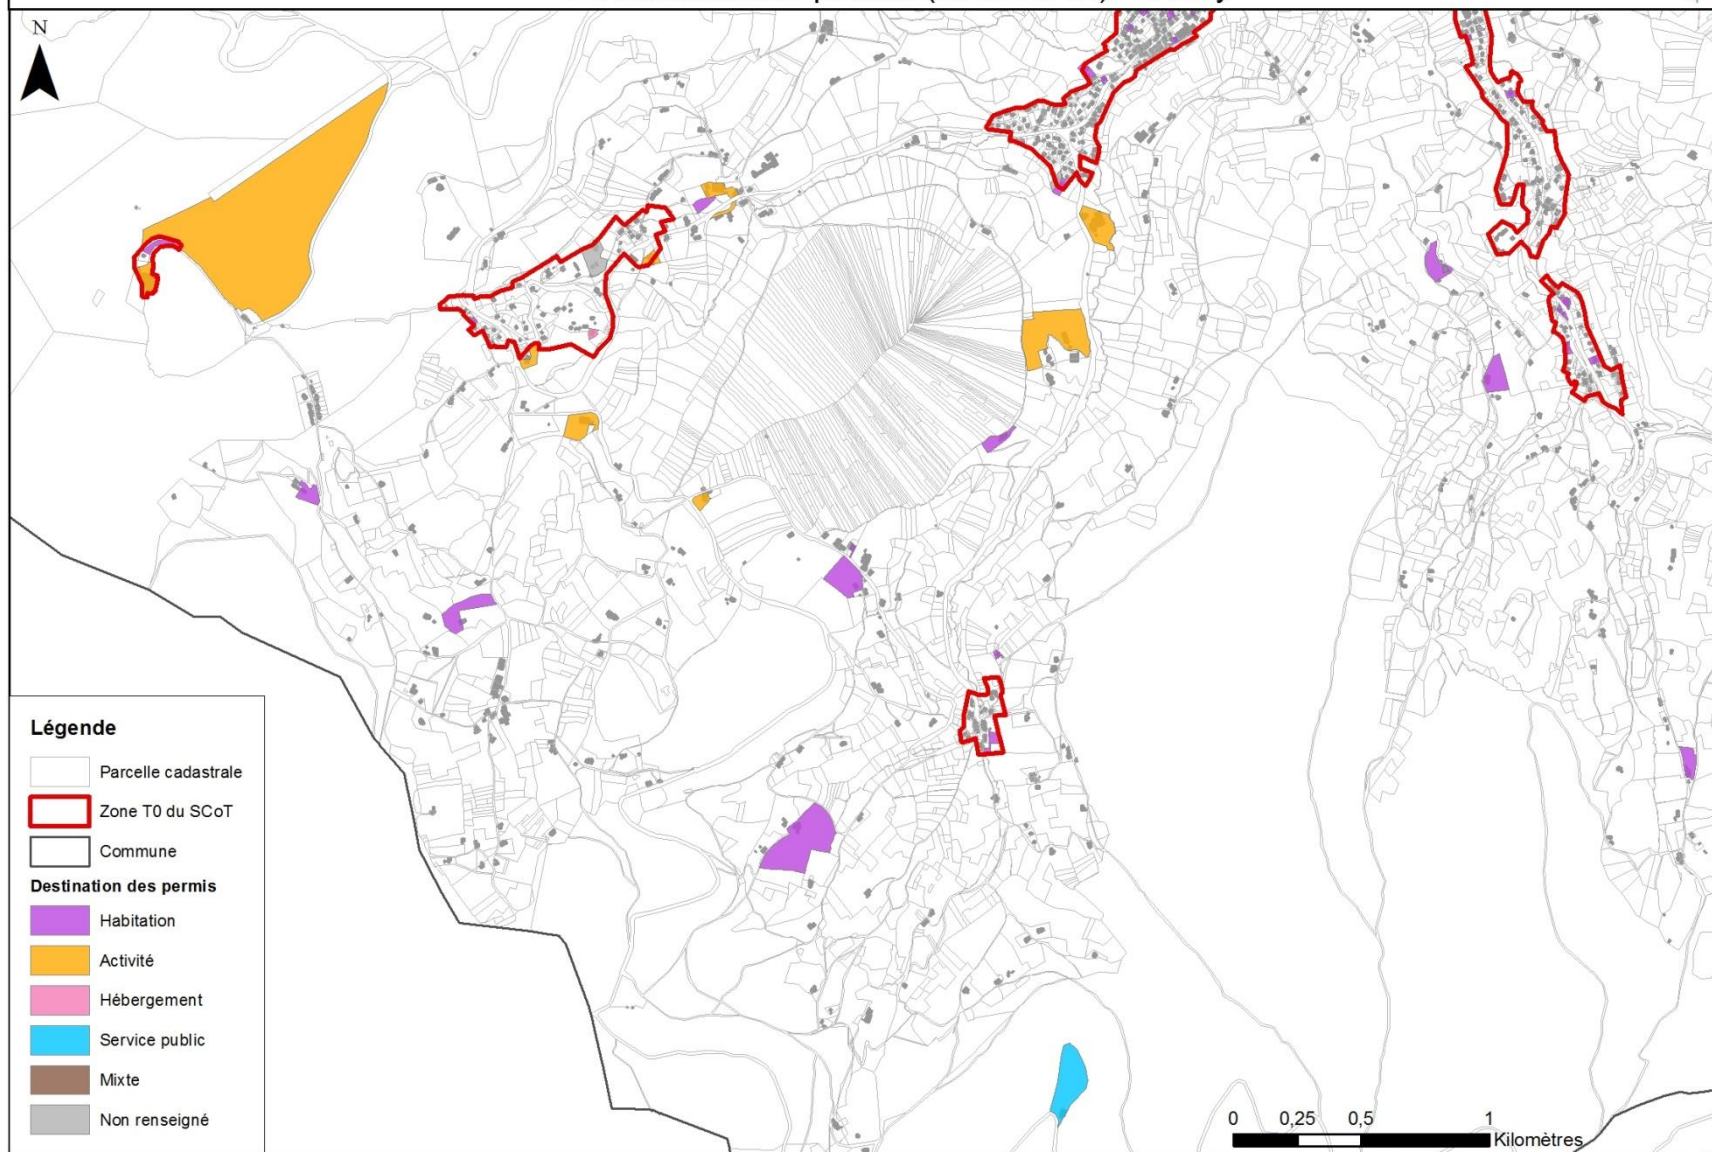 N
Légende
Parcelle cadastrale
Zone T0 du SCoT
Commune
Destination des permis
Habitation
Activité
Hébergement
Service public
Mixte
Non renseigné
0 0,25 0,5 1
Kilomètres